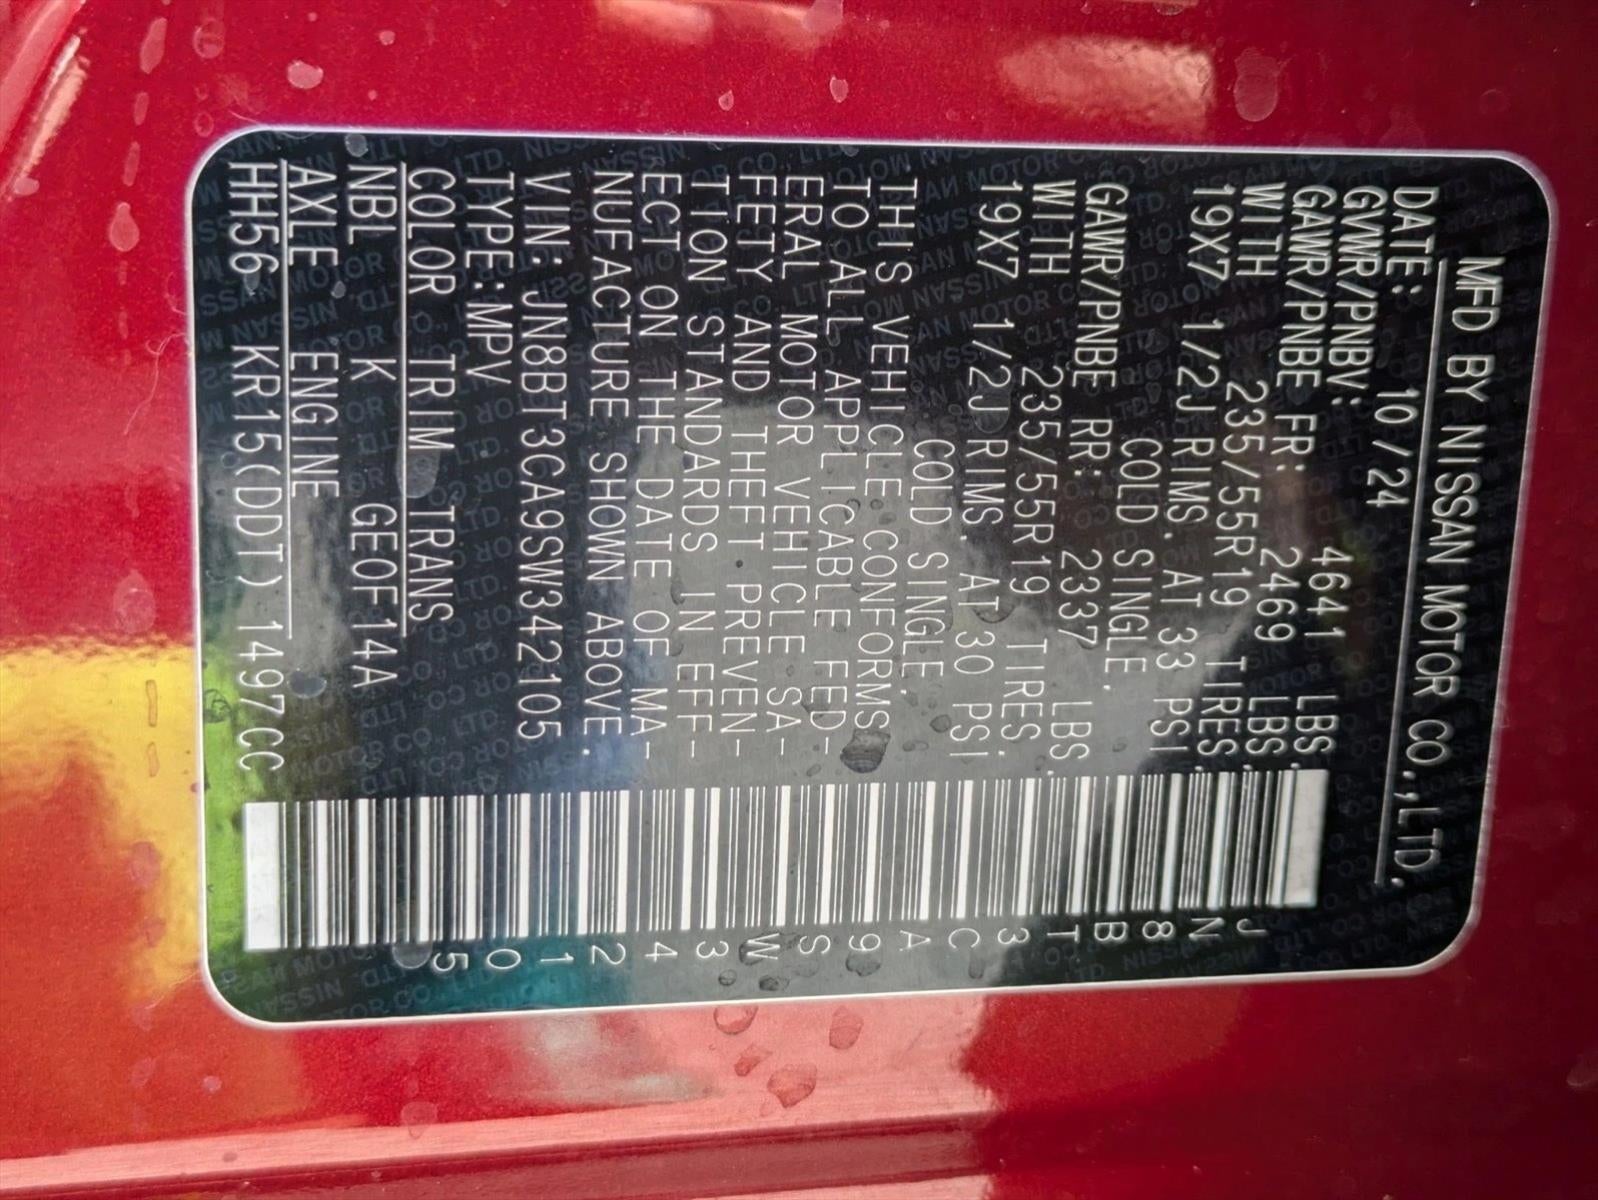 MFD BY NISSAN MOTOR CO.,LTD.
DATE: 10/24
GVWR/PNBV: 4641 LBS.
GAWR/PNBE FR: 2469 LBS.
WITH 235/55R19 TIRES,
19X7 1/2J RIMS. AT 33 PSI
COLD SINGLE.
GAWR/PNBE RR: 2337 LBS.
WITH 235/55R19 TIRES,
19X7 1/2J RIMS. AT 30 PSI
COLD SINGLE.
THIS VEHICLE CONFORMS
TO ALL APPLICABLE FED-
ERAL MOTOR VEHICLE SA-
FETY AND THEFT PREVEN-
TION STANDARDS IN EFF-
ECT ON THE DATE OF MA-
NUFACTURE SHOWN ABOVE.
VIN:JN8BT3CA9SW342105
TYPE:MPV
COLOR TRIM TRANS
NBL K GEOF14A
AXLE ENGINE
HH56 KR15(DDT)1497CC
JN8BT3CA9SW342105